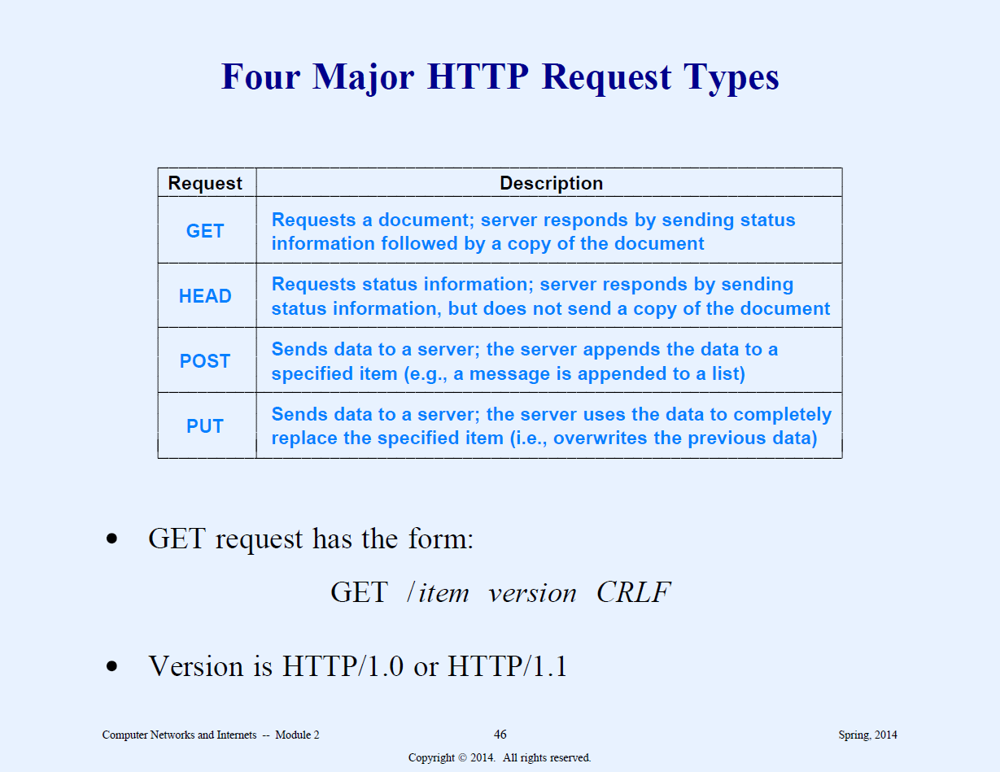 Four Major HTTP Request Types
Request Description
GET
Requests a document; server responds by sending status
information followed by a copy of the document
HEAD
Requests status information; server responds by sending
status information, but does not send a copy of the document
POST
Sends data to a server; the server appends the data to a
specified item (e.g., a message is appended to a list)
PUT
Sends data to a server; the server uses the data to completely
replace the specified item (i.e., overwrites the previous data)
• GET request has the form:
GET /item version CRLF
• Version is HTTP/1.0 or HTTP/1.1
Computer Networks and Internets -- Module 2 46 Spring, 2014
Copyright © 2014. All rights reserved.